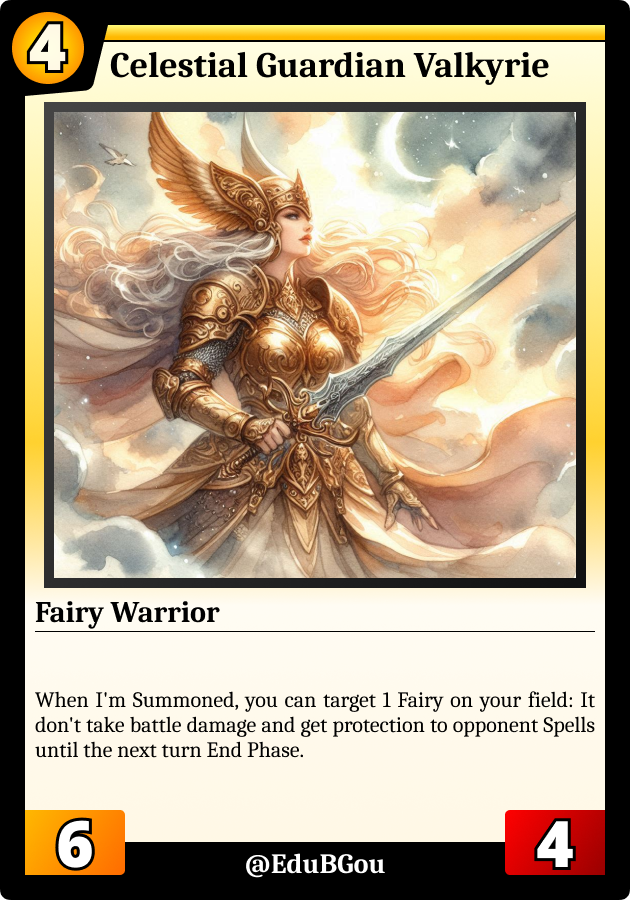 4
Celestial Guardian Valkyrie
Fairy Warrior
When I'm Summoned, you can target 1 Fairy on your field: It
don't take battle damage and get protection to opponent Spells
until the next turn End Phase.
6
@EduBGou
4